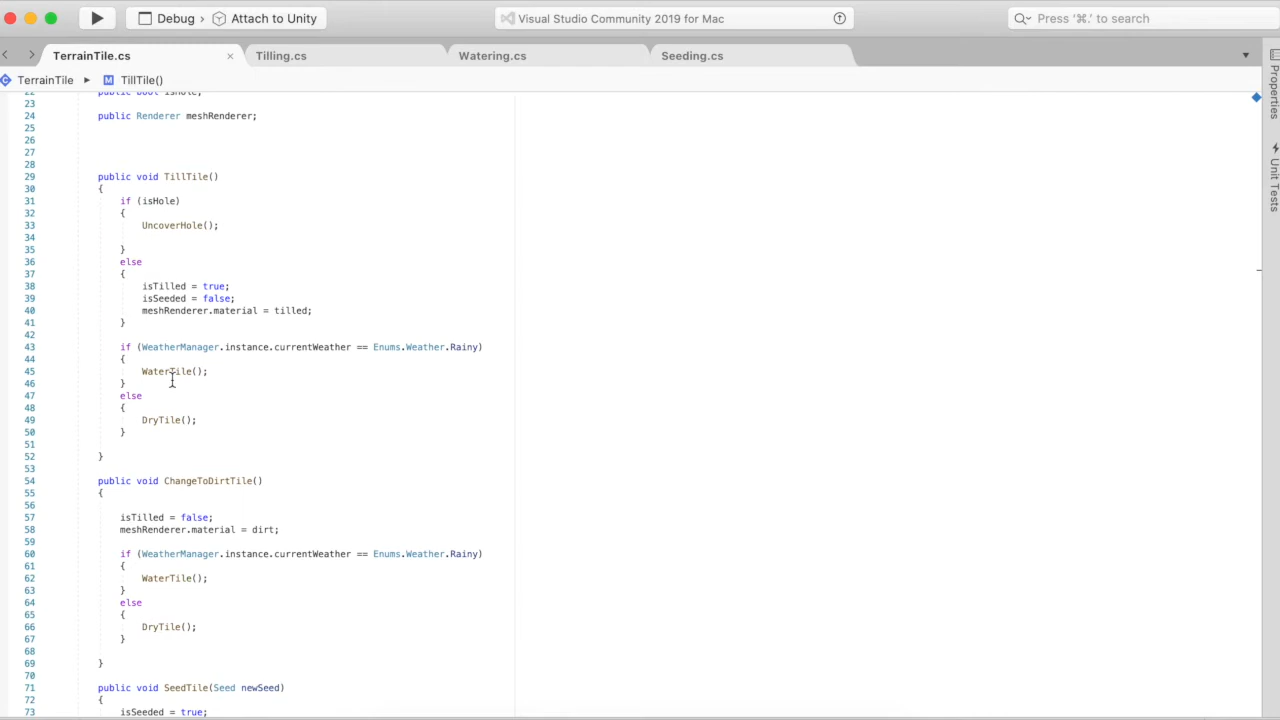 Debug › Attach to Unity
Visual Studio Community 2019 for Mac
Press '⌘.' to search
TerrainTile.cs ×
Tilling.cs
Watering.cs
Seeding.cs
TerrainTile ▸ M TillTile()
Properties
Unit Tests
22 public bool isHole;
23
24 public Renderer meshRenderer;
25
26
27
28
29 public void TillTile()
30 {
31 if (isHole)
32 {
33 UncoverHole();
34
35 }
36 else
37 {
38 isTilled = true;
39 isSeeded = false;
40 meshRenderer.material = tilled;
41 }
42
43 if (WeatherManager.instance.currentWeather == Enums.Weather.Rainy)
44 {
45 WaterTile();
46 }
47 else
48 {
49 DryTile();
50 }
51
52 }
53
54 public void ChangeToDirtTile()
55 {
56
57 isTilled = false;
58 meshRenderer.material = dirt;
59
60 if (WeatherManager.instance.currentWeather == Enums.Weather.Rainy)
61 {
62 WaterTile();
63 }
64 else
65 {
66 DryTile();
67 }
68
69 }
70
71 public void SeedTile(Seed newSeed)
72 {
73 isSeeded = true;